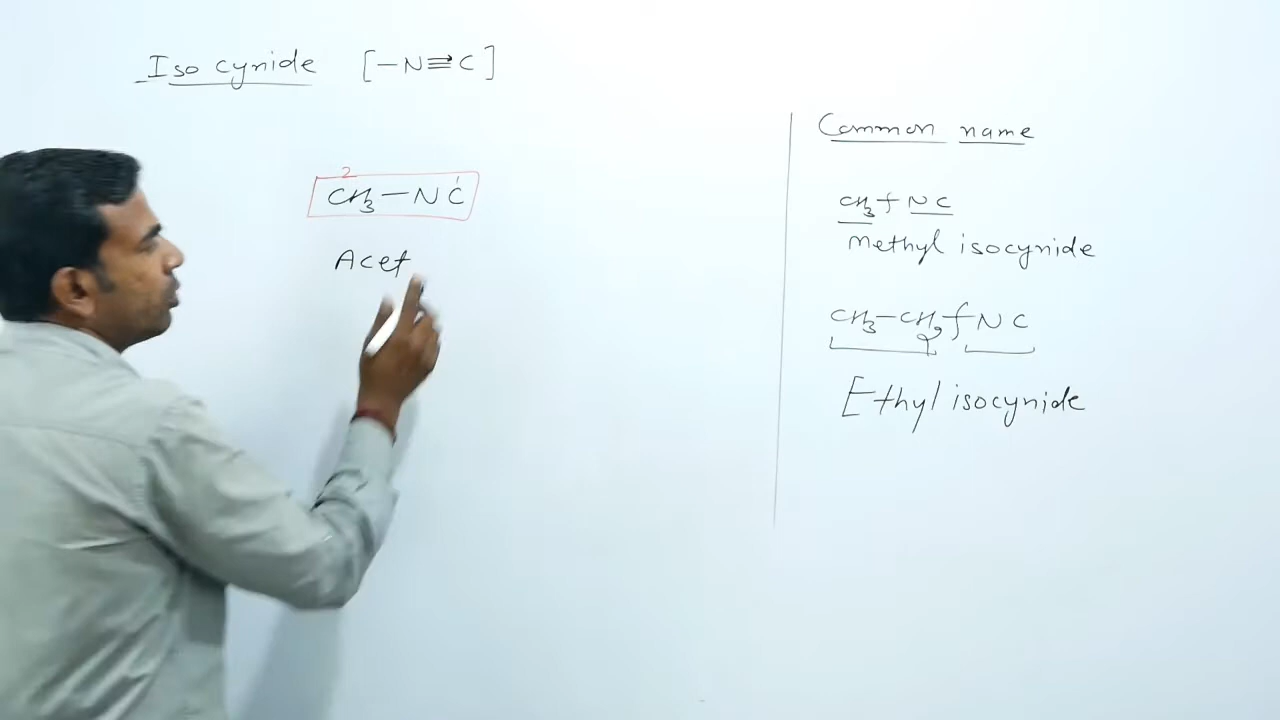 Iso cynide [-N≡C]
2 1
CH3-NC
Acet
Common name
CH3-NC
Methyl isocynide
CH3-CH2-NC
Ethyl isocynide